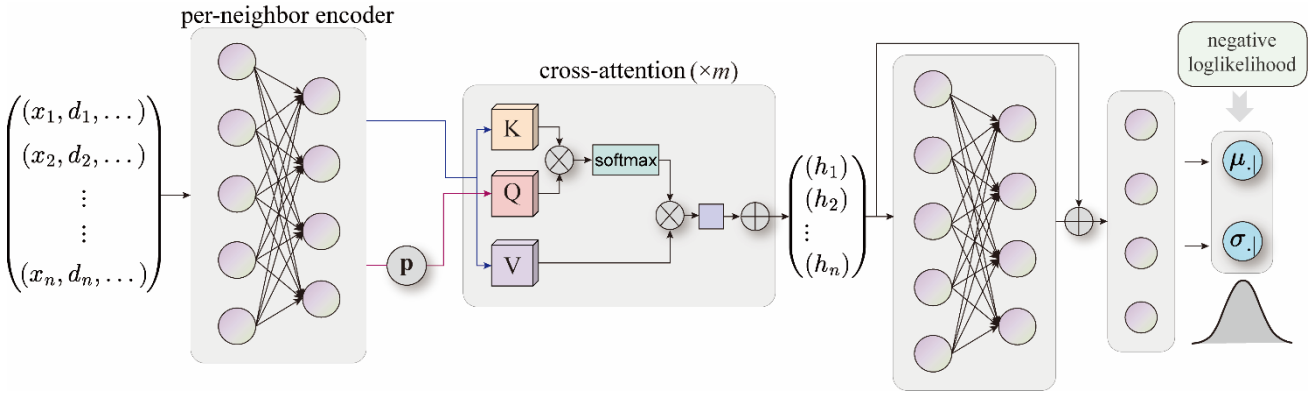 per-neighbor encoder
(x₁, d₁, . . . )
(x₂, d₂, . . . )
⋮
⋮
(xₙ, dₙ, . . . )
p
cross-attention (×m)
K
Q
V
softmax
(h₁)
(h₂)
⋮
(hₙ)
negative
loglikelihood
μ.|
σ.|